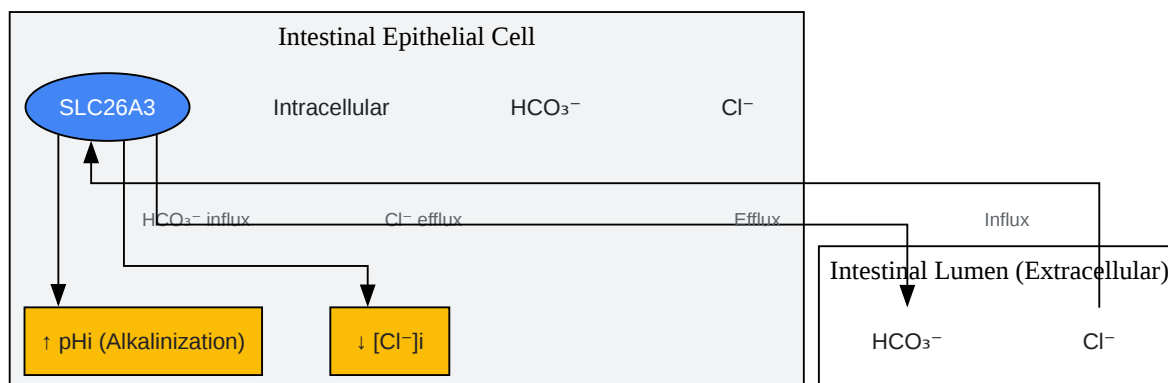 Intestinal Epithelial Cell
SLC26A3
Intracellular
HCO₃⁻
Cl⁻
HCO₃⁻ influx
Cl⁻ efflux
Efflux
Influx
Intestinal Lumen (Extracellular)
↑ pHi (Alkalinization)
↓ [Cl⁻]i
HCO₃⁻
Cl⁻